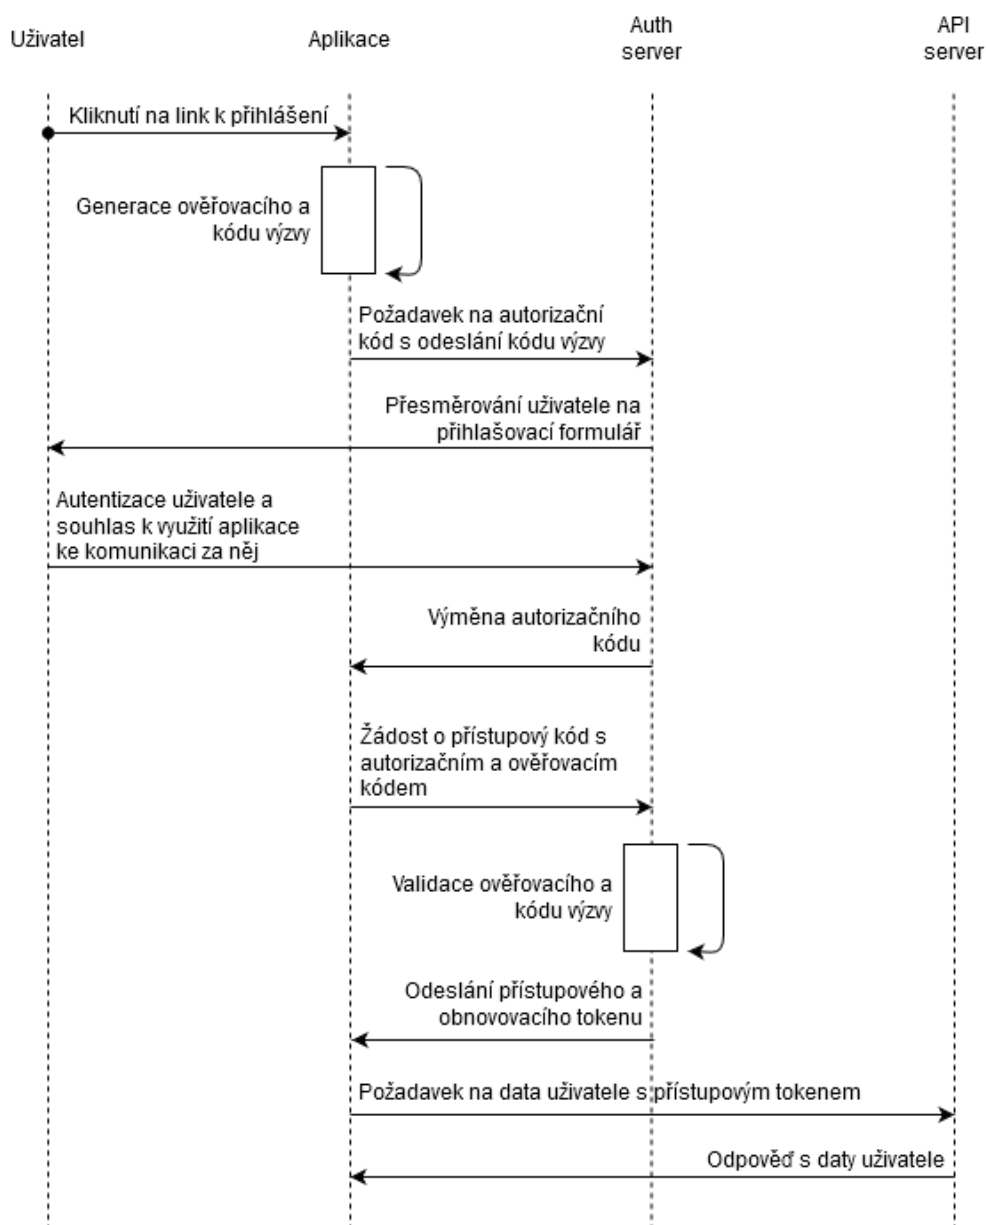 Uživatel
Aplikace
Auth
server
API
server
Kliknutí na link k přihlášení
Generace ověřovacího a
kódu výzvy
Požadavek na autorizační
kód s odeslání kódu výzvy
Přesměrování uživatele na
přihlašovací formulář
Autentizace uživatele a
souhlas k využití aplikace
ke komunikaci za něj
Výměna autorizačního
kódu
Žádost o přístupový kód s
autorizačním a ověřovacím
kódem
Validace ověřovacího a
kódu výzvy
Odeslání přístupového a
obnovovacího tokenu
Požadavek na data uživatele s přístupovým tokenem
Odpověď s daty uživatele